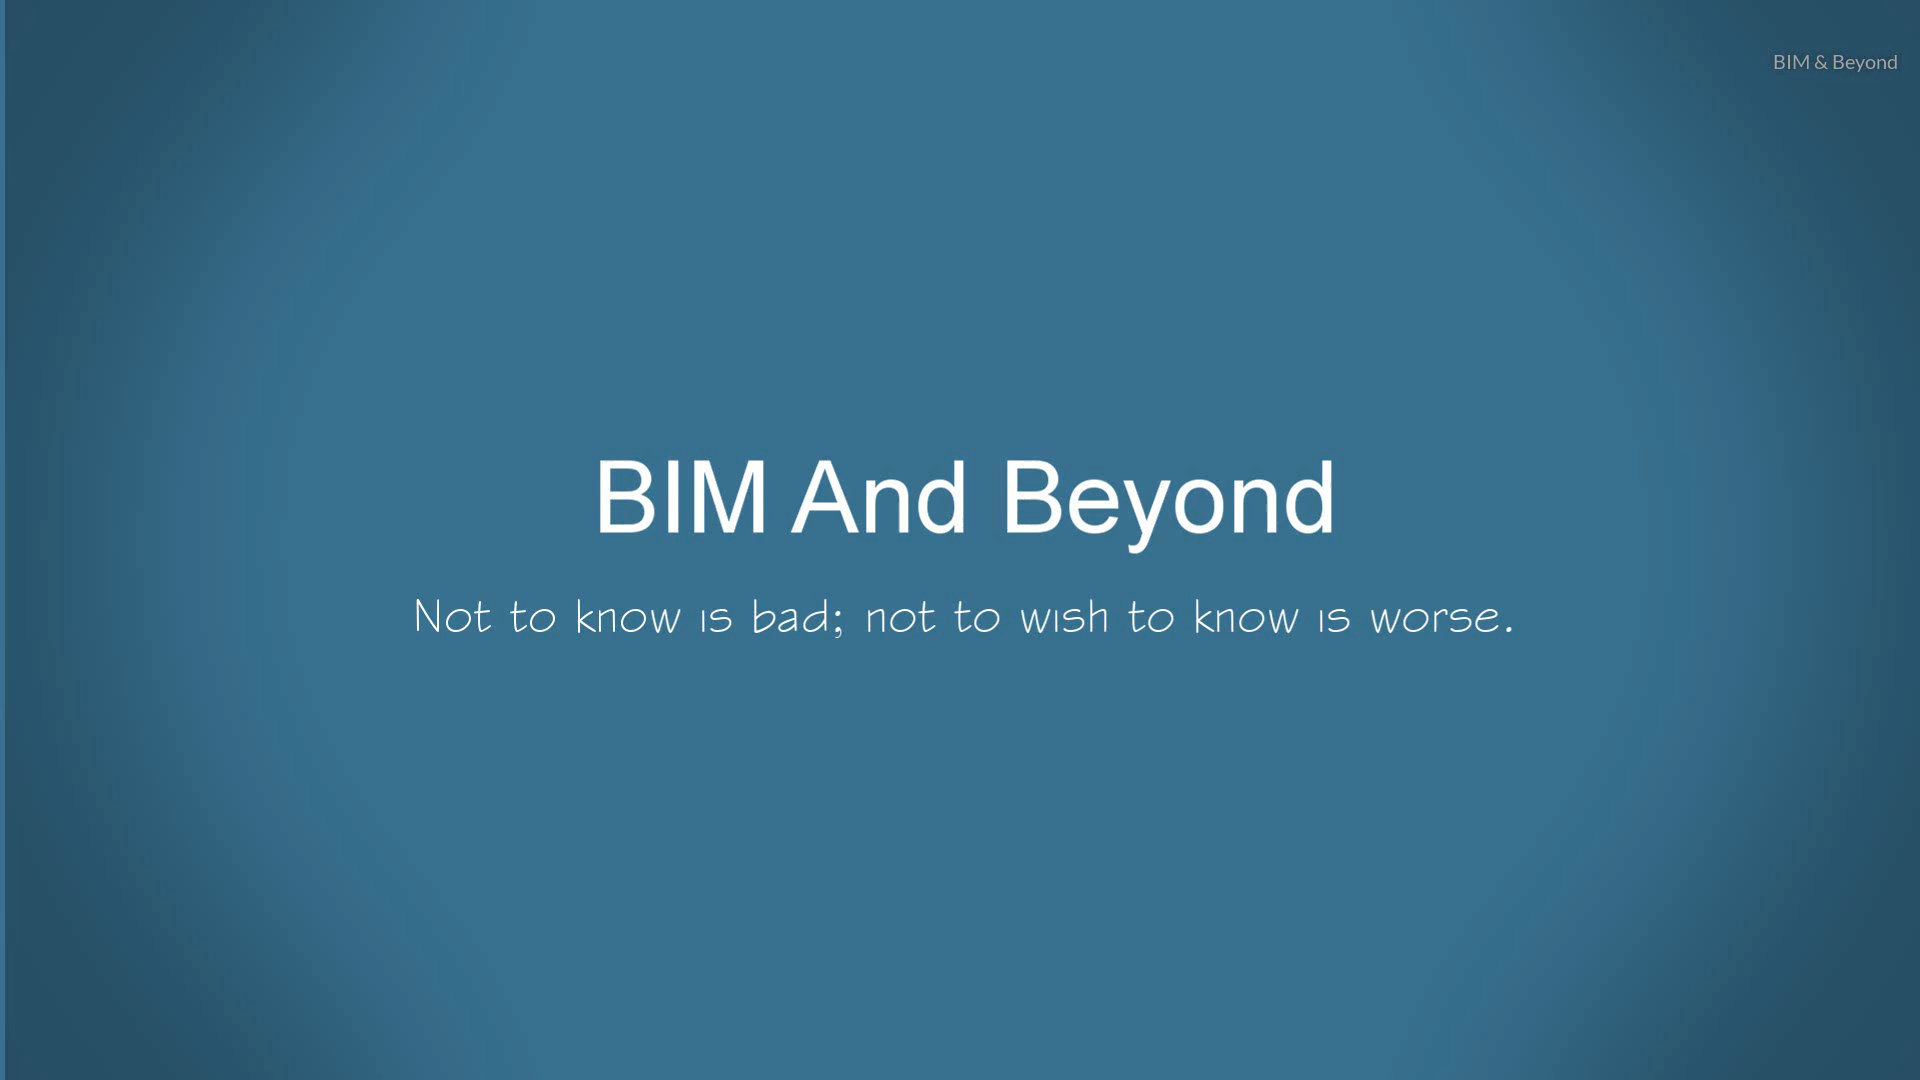 BIM & Beyond
BIM And Beyond
Not to know is bad; not to wish to know is worse.